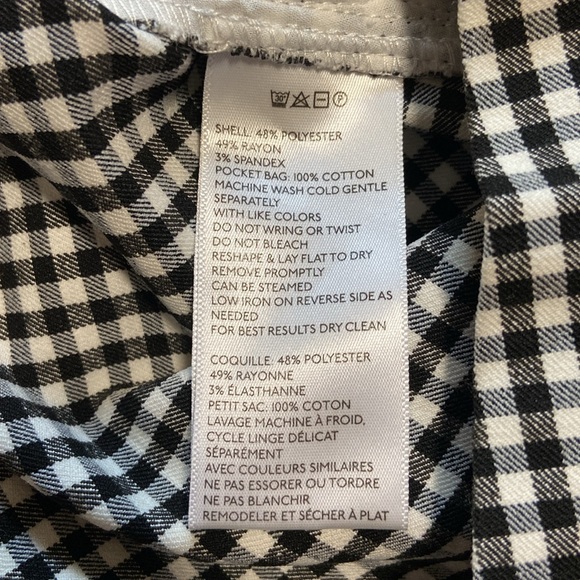 30
P
SHELL: 48% POLYESTER
49% RAYON
3% SPANDEX
POCKET BAG: 100% COTTON
MACHINE WASH COLD GENTLE
SEPARATELY
WITH LIKE COLORS
DO NOT WRING OR TWIST
DO NOT BLEACH
RESHAPE & LAY FLAT TO DRY
REMOVE PROMPTLY
CAN BE STEAMED
LOW IRON ON REVERSE SIDE AS
NEEDED
FOR BEST RESULTS DRY CLEAN
COQUILLE: 48% POLYESTER
49% RAYONNE
3% ÉLASTHANNE
PETIT SAC: 100% COTTON
LAVAGE MACHINE À FROID,
CYCLE LINGE DÉLICAT
SÉPARÉMENT
AVEC COULEURS SIMILAIRES
NE PAS ESSORER OU TORDRE
NE PAS BLANCHIR
REMODELER ET SÉCHER À PLAT